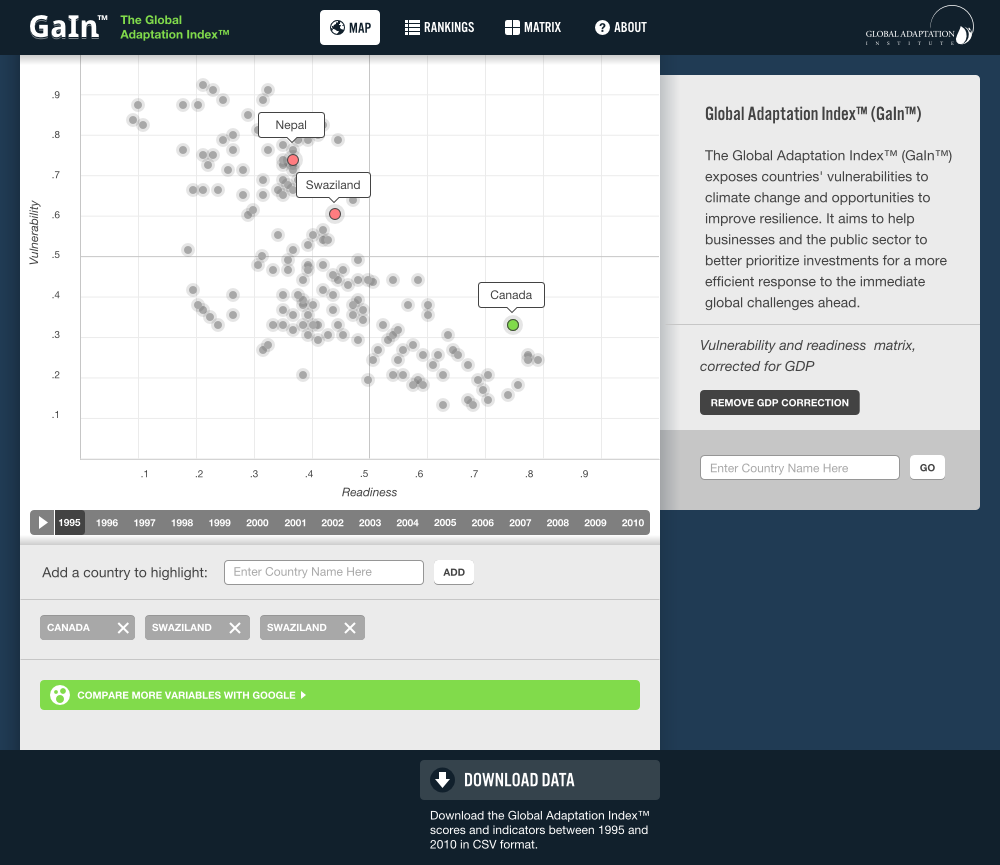 GaIn™
The Global
Adaptation Index™
MAP
RANKINGS
MATRIX
ABOUT
GLOBAL ADAPTATION
INSTITUTE
Vulnerability
.9
.8
.7
.6
.5
.4
.3
.2
.1
Nepal
Swaziland
Canada
.1
.2
.3
.4
.5
.6
.7
.8
.9
Readiness
1995 1996 1997 1998 1999 2000 2001 2002 2003 2004 2005 2006 2007 2008 2009 2010
Add a country to highlight:
Enter Country Name Here
ADD
CANADA
SWAZILAND
SWAZILAND
COMPARE MORE VARIABLES WITH GOOGLE
Global Adaptation Index™ (GaIn™)
The Global Adaptation Index™ (GaIn™)
exposes countries' vulnerabilities to
climate change and opportunities to
improve resilience. It aims to help
businesses and the public sector to
better prioritize investments for a more
efficient response to the immediate
global challenges ahead.
Vulnerability and readiness matrix,
corrected for GDP
REMOVE GDP CORRECTION
Enter Country Name Here
GO
DOWNLOAD DATA
Download the Global Adaptation Index™
scores and indicators between 1995 and
2010 in CSV format.